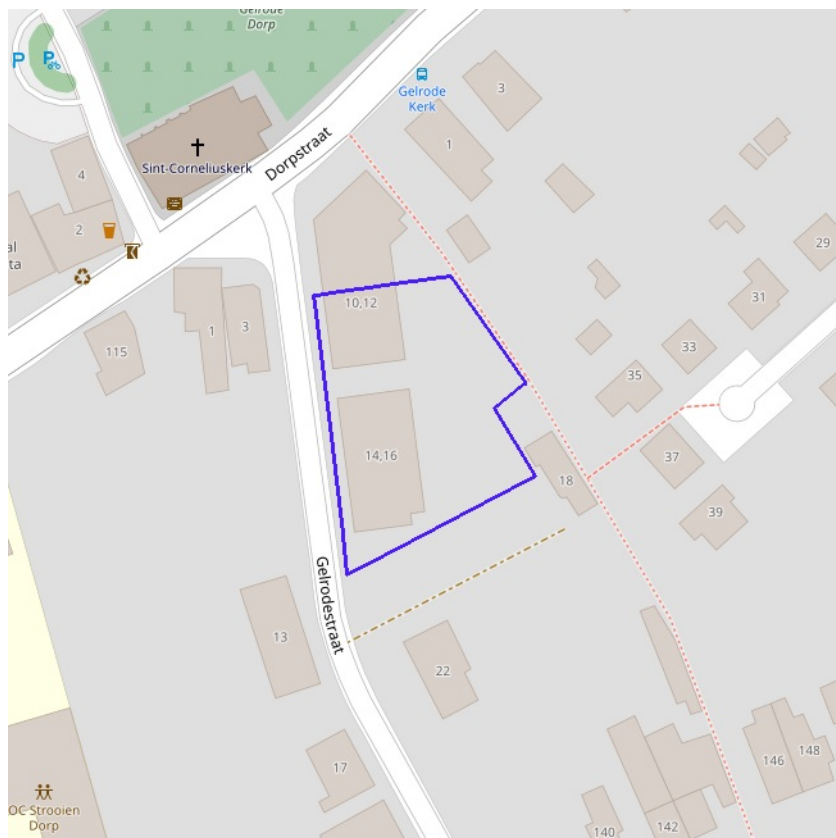 Gelrode
Dorp
P
P
Gelrode
Kerk
3
1
Dorpstraat
4
Sint-Corneliuskerk
2
al
ta
29
31
10,12
1
3
33
115
35
14,16
37
18
39
Gelrodestraat
13
22
17
146
148
OC Strooien
Dorp
140
142